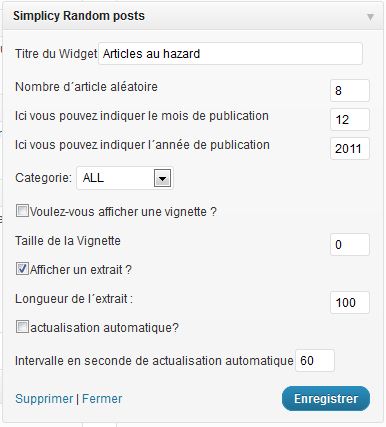 Simplicy Random posts
Titre du Widget Articles au hazard
Nombre d´article aléatoire 8
Ici vous pouvez indiquer le mois de publication 12
Ici vous pouvez indiquer l´année de publication 2011
Categorie: ALL
Voulez-vous afficher une vignette ?
Taille de la Vignette 0
Afficher un extrait ?
Longueur de l´extrait : 100
actualisation automatique?
Intervalle en seconde de actualisation automatique 60
Supprimer | Fermer Enregistrer